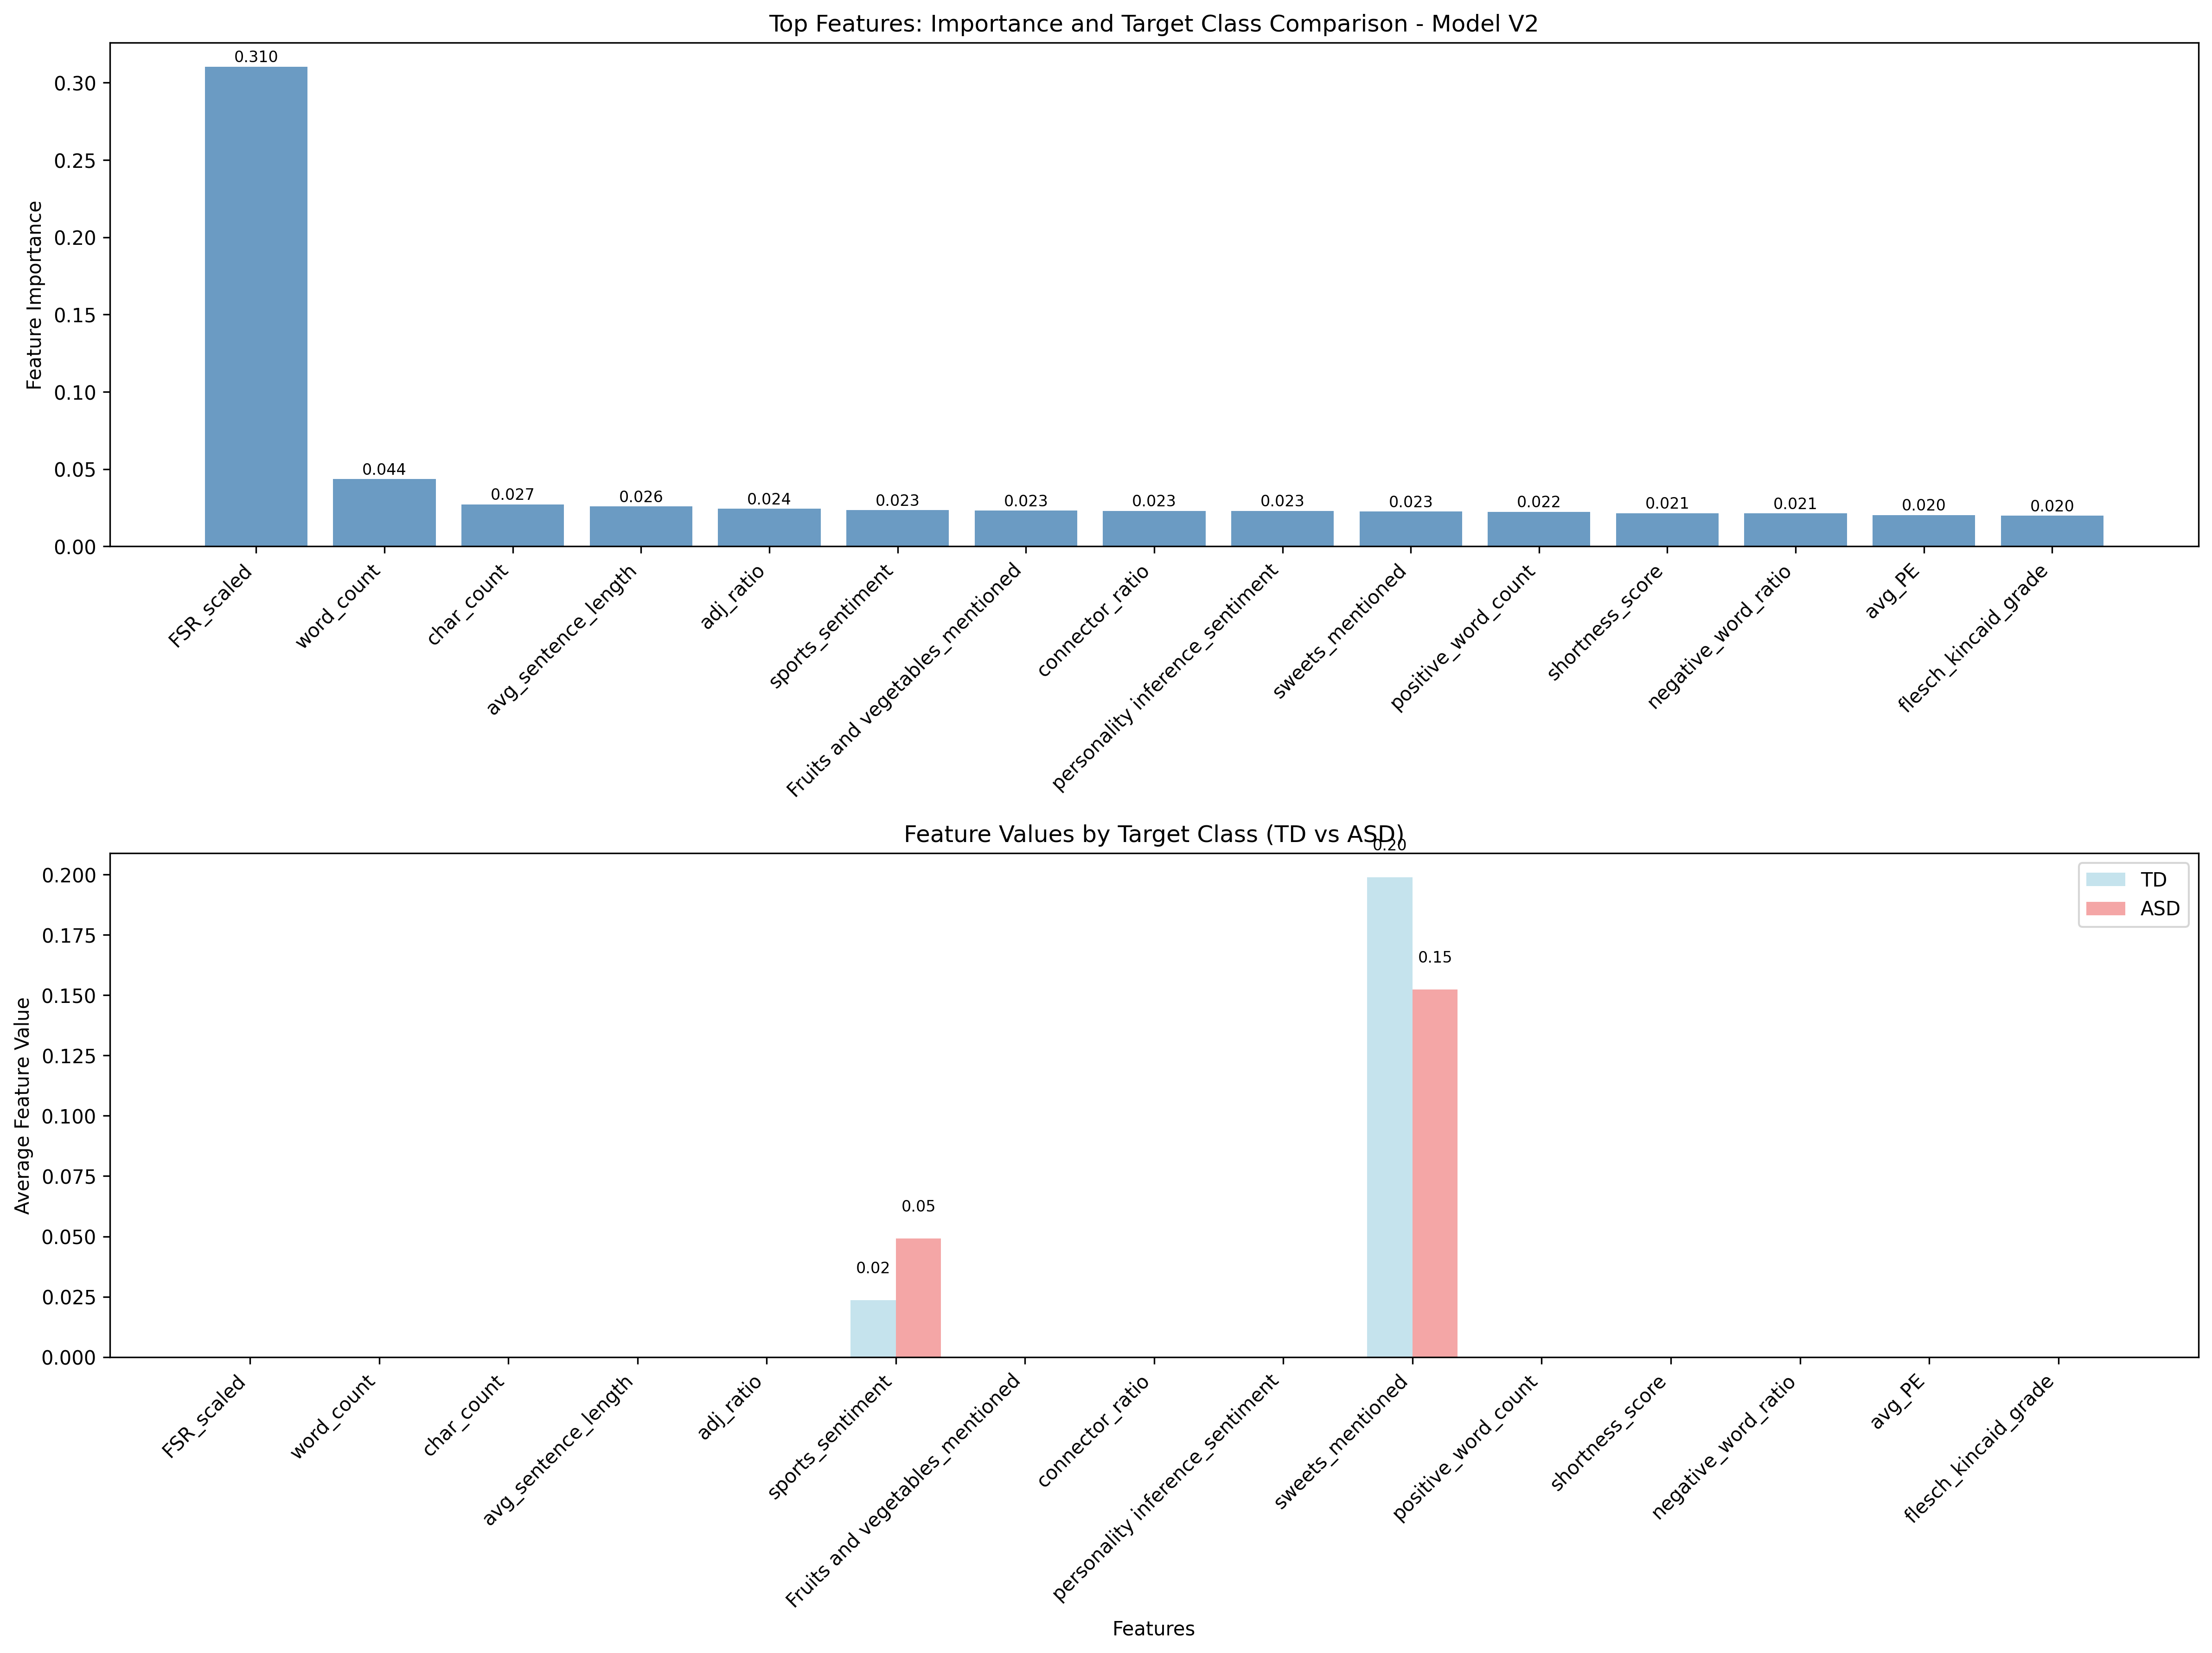 Top Features: Importance and Target Class Comparison - Model V2
Feature Importance
0.30
0.25
0.20
0.15
0.10
0.05
0.00
0.310
0.044
0.027
0.026
0.024
0.023
0.023
0.023
0.023
0.023
0.022
0.021
0.021
0.020
0.020
FSR_scaled
word_count
char_count
avg_sentence_length
adj_ratio
sports_sentiment
Fruits and vegetables_mentioned
connector_ratio
personality inference_sentiment
sweets_mentioned
positive_word_count
shortness_score
negative_word_ratio
avg_PE
flesch_kincaid_grade
Feature Values by Target Class (TD vs ASD)
Average Feature Value
0.200
0.175
0.150
0.125
0.100
0.075
0.050
0.025
0.000
0.02
0.05
0.20
0.15
TD
ASD
FSR_scaled
word_count
char_count
avg_sentence_length
adj_ratio
sports_sentiment
Fruits and vegetables_mentioned
connector_ratio
personality inference_sentiment
sweets_mentioned
positive_word_count
shortness_score
negative_word_ratio
avg_PE
flesch_kincaid_grade
Features